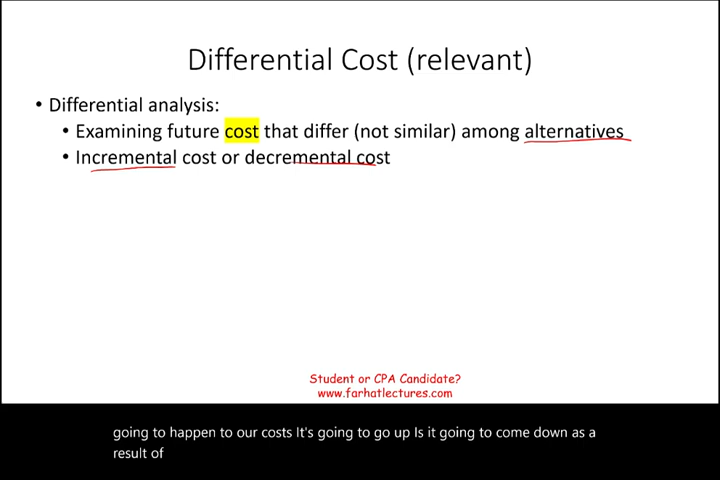 Differential Cost (relevant)
• Differential analysis:
• Examining future cost that differ (not similar) among alternatives
• Incremental cost or decremental cost
Student or CPA Candidate?
www.farhatlectures.com
going to happen to our costs It's going to go up Is it going to come down as a
result of